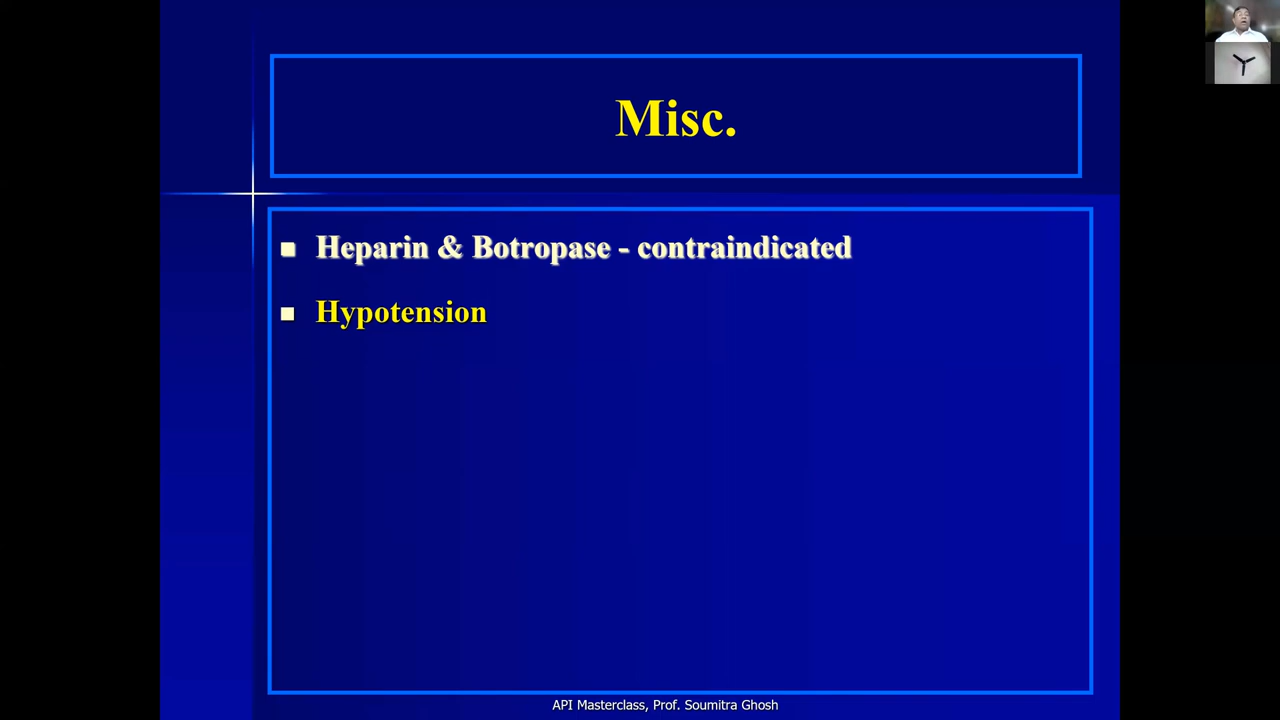 Misc.
Heparin & Botropase - contraindicated
Hypotension
API Masterclass, Prof. Soumitra Ghosh